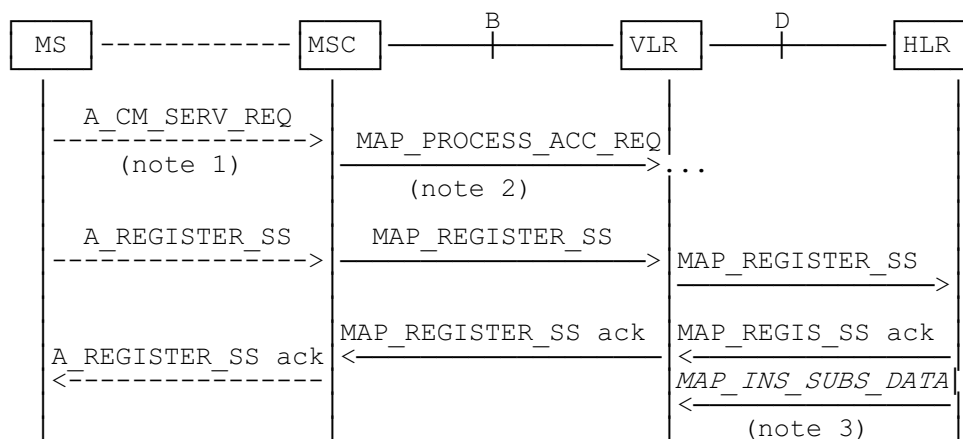 B D
MS MSC VLR HLR
A_CM_SERV_REQ
MAP_PROCESS_ACC_REQ
(note 1) ...
(note 2)
A_REGISTER_SS MAP_REGISTER_SS
MAP_REGISTER_SS
MAP_REGISTER_SS ack MAP_REGIS_SS ack
A_REGISTER_SS ack
MAP_INS_SUBS_DATA
(note 3)